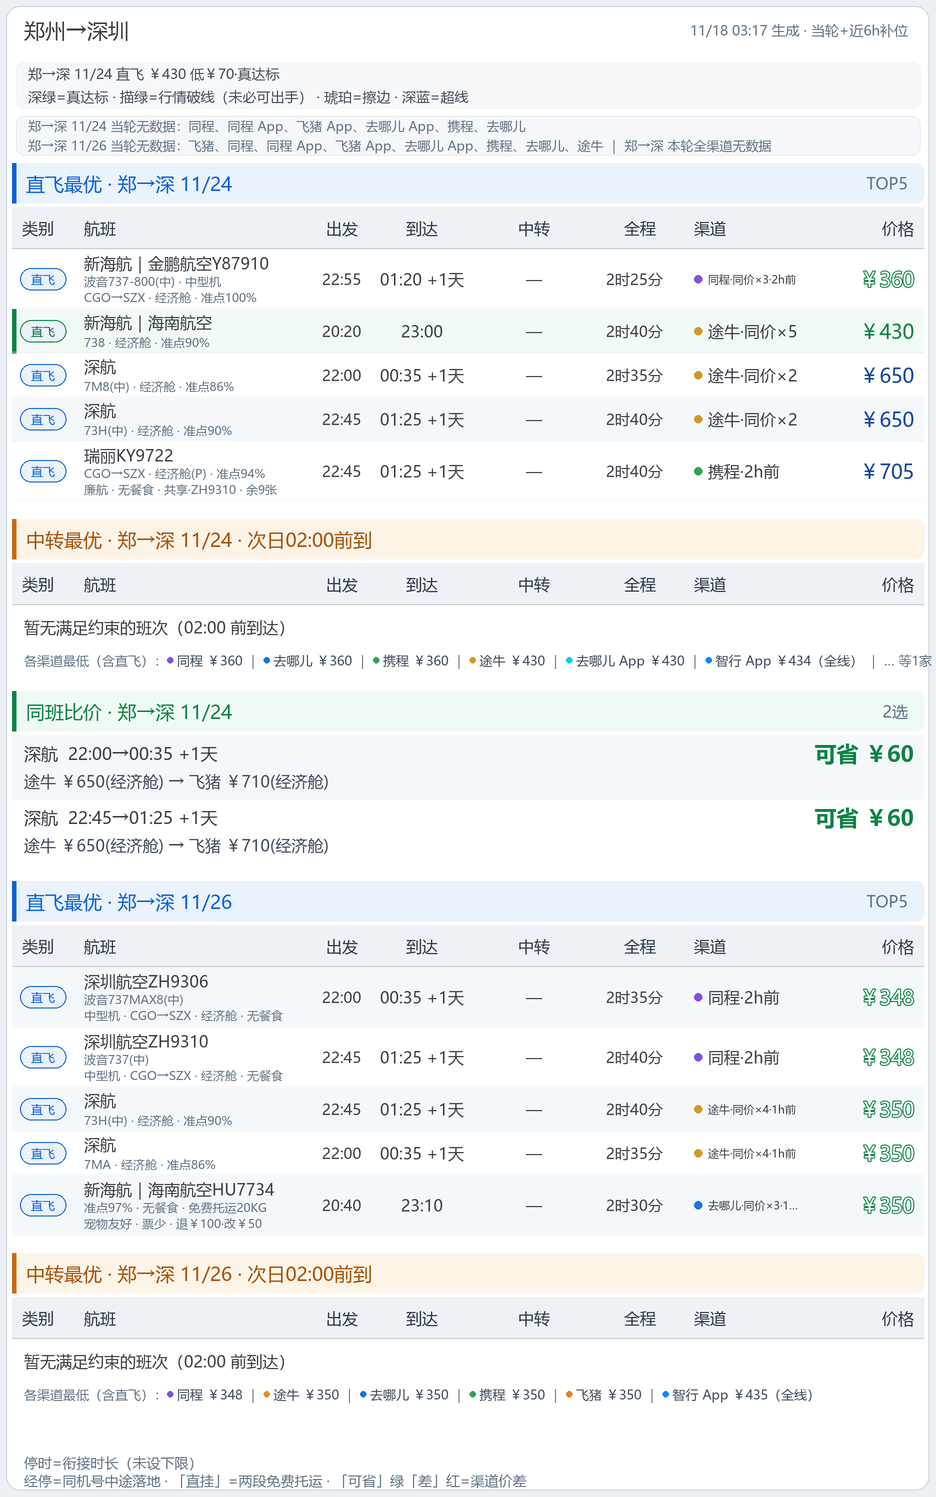 郑州→深圳
11/18 03:17 生成 · 当轮+近6h补位
郑→深 11/24 直飞 ¥430 低¥70·真达标
深绿=真达标 · 描绿=行情破线（未必可出手） · 琥珀=擦边 · 深蓝=超线
郑→深 11/24 当轮无数据：同程、同程 App、飞猪 App、去哪儿 App、携程、去哪儿
郑→深 11/26 当轮无数据：飞猪、同程、同程 App、飞猪 App、去哪儿 App、携程、去哪儿、途牛 | 郑→深 本轮全渠道无数据
直飞最优 · 郑→深 11/24 TOP5
类别 航班 出发 到达 中转 全程 渠道 价格
新海航 | 金鹏航空Y87910
波音737-800(中) · 中型机
直飞 22:55 01:20 +1天 — 2时25分 同程·同价×3·2h前 ¥360
CGO→SZX · 经济舱 · 准点100%
新海航 | 海南航空
直飞 20:20 23:00 — 2时40分 途牛·同价×5 ¥430
738 · 经济舱 · 准点90%
深航
直飞 22:00 00:35 +1天 — 2时35分 途牛·同价×2 ¥650
7M8(中) · 经济舱 · 准点86%
深航
直飞 22:45 01:25 +1天 — 2时40分 途牛·同价×2 ¥650
73H(中) · 经济舱 · 准点90%
瑞丽KY9722
直飞 CGO→SZX · 经济舱(P) · 准点94% 22:45 01:25 +1天 — 2时40分 携程·2h前 ¥705
廉航 · 无餐食 · 共享·ZH9310 · 余9张
中转最优 · 郑→深 11/24 · 次日02:00前到
类别 航班 出发 到达 中转 全程 渠道 价格
暂无满足约束的班次（02:00 前到达）
各渠道最低（含直飞）: 同程 ¥360 | 去哪儿 ¥360 | 携程 ¥360 | 途牛 ¥430 | 去哪儿 App ¥430 | 智行 App ¥434（全线） | … 等1家
同班比价 · 郑→深 11/24 2选
深航 22:00→00:35 +1天 可省 ¥60
途牛 ¥650(经济舱) → 飞猪 ¥710(经济舱)
深航 22:45→01:25 +1天 可省 ¥60
途牛 ¥650(经济舱) → 飞猪 ¥710(经济舱)
直飞最优 · 郑→深 11/26 TOP5
类别 航班 出发 到达 中转 全程 渠道 价格
深圳航空ZH9306
直飞 波音737MAX8(中) 22:00 00:35 +1天 — 2时35分 同程·2h前 ¥348
中型机 · CGO→SZX · 经济舱 · 无餐食
深圳航空ZH9310
直飞 波音737(中) 22:45 01:25 +1天 — 2时40分 同程·2h前 ¥348
中型机 · CGO→SZX · 经济舱 · 无餐食
深航
直飞 22:45 01:25 +1天 — 2时40分 途牛·同价×4·1h前 ¥350
73H(中) · 经济舱 · 准点90%
深航
直飞 22:00 00:35 +1天 — 2时35分 途牛·同价×4·1h前 ¥350
7MA · 经济舱 · 准点86%
新海航 | 海南航空HU7734
直飞 准点97% · 无餐食 · 免费托运20KG 20:40 23:10 — 2时30分 去哪儿·同价×3·1... ¥350
宠物友好 · 票少 · 退¥100·改¥50
中转最优 · 郑→深 11/26 · 次日02:00前到
类别 航班 出发 到达 中转 全程 渠道 价格
暂无满足约束的班次（02:00 前到达）
各渠道最低（含直飞）: 同程 ¥348 | 途牛 ¥350 | 去哪儿 ¥350 | 携程 ¥350 | 飞猪 ¥350 | 智行 App ¥435（全线）
停时=衔接时长（未设下限）
经停=同机号中途落地 · 「直挂」=两段免费托运 · 「可省」绿「差」红=渠道价差